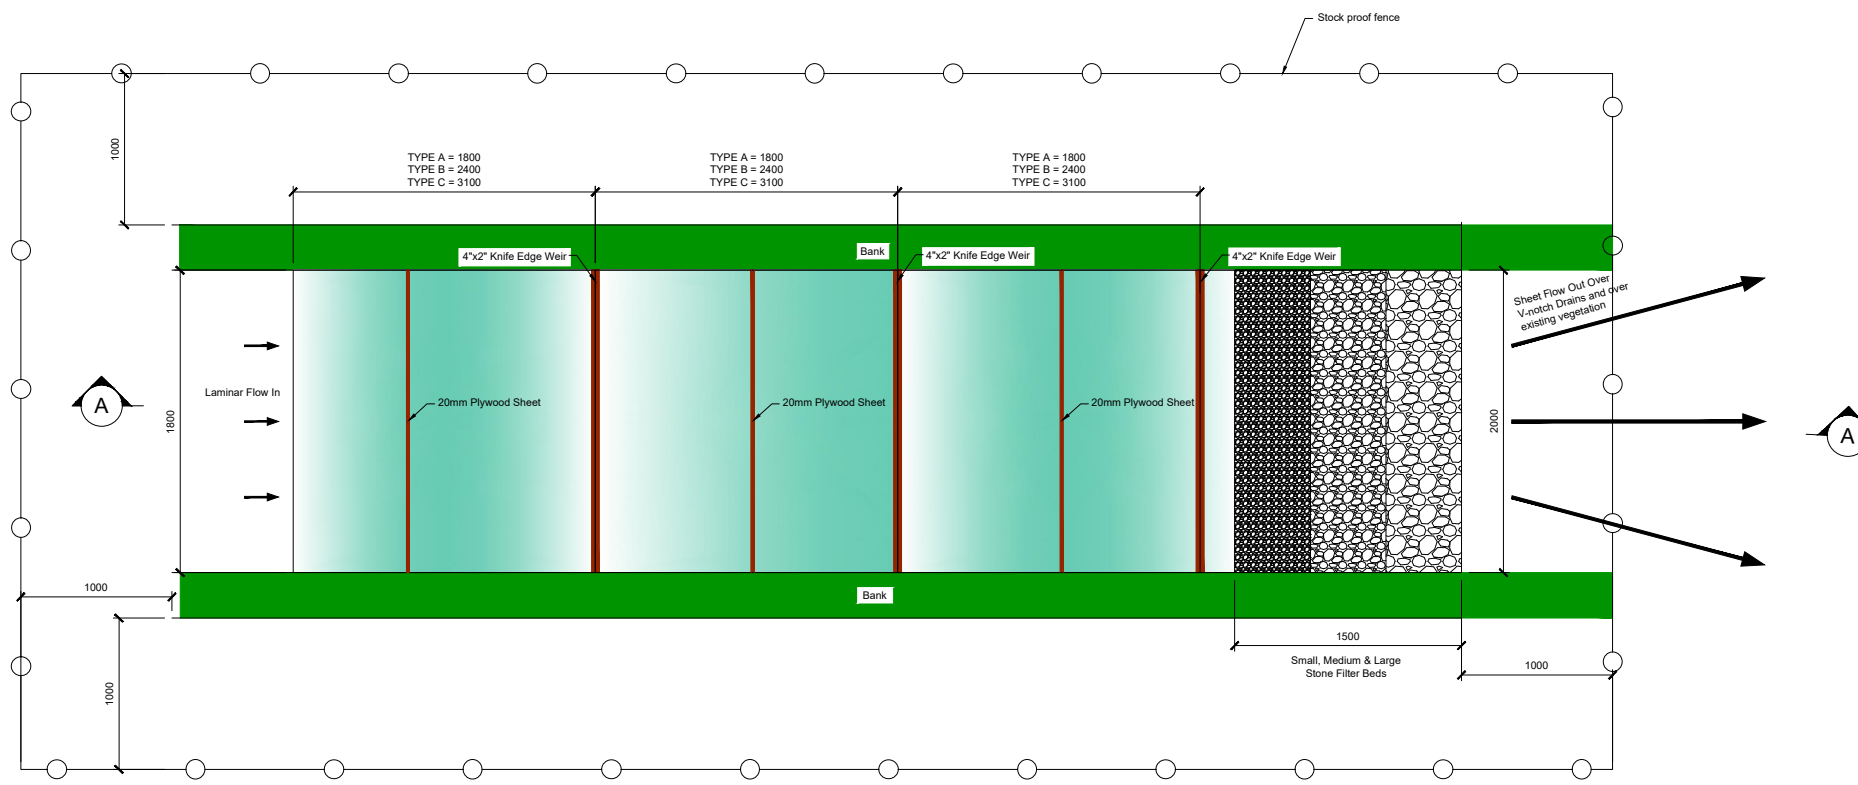 Stock proof fence
1000
TYPE A = 1800
TYPE B = 2400
TYPE C = 3100
TYPE A = 1800
TYPE B = 2400
TYPE C = 3100
TYPE A = 1800
TYPE B = 2400
TYPE C = 3100
Bank
4"x2" Knife Edge Weir
4"x2" Knife Edge Weir
4"x2" Knife Edge Weir
Sheet Flow Out Over
V-notch Drains and over
existing vegetation
Laminar Flow In
A
1800
20mm Plywood Sheet
20mm Plywood Sheet
20mm Plywood Sheet
2000
A
1000
Bank
1500
Small, Medium & Large
Stone Filter Beds
1000
1000